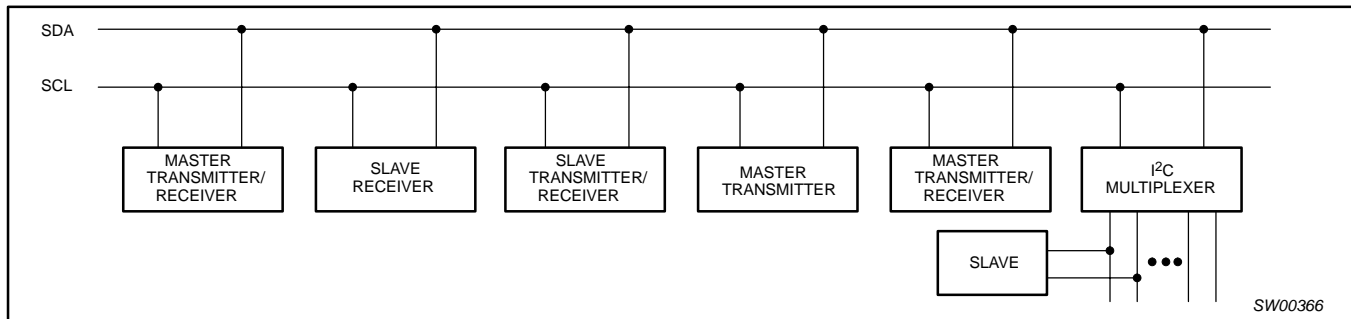 SDA
SCL
MASTER
TRANSMITTER/
RECEIVER
SLAVE
RECEIVER
SLAVE
TRANSMITTER/
RECEIVER
MASTER
TRANSMITTER
MASTER
TRANSMITTER/
RECEIVER
I²C
MULTIPLEXER
SLAVE
SW00366